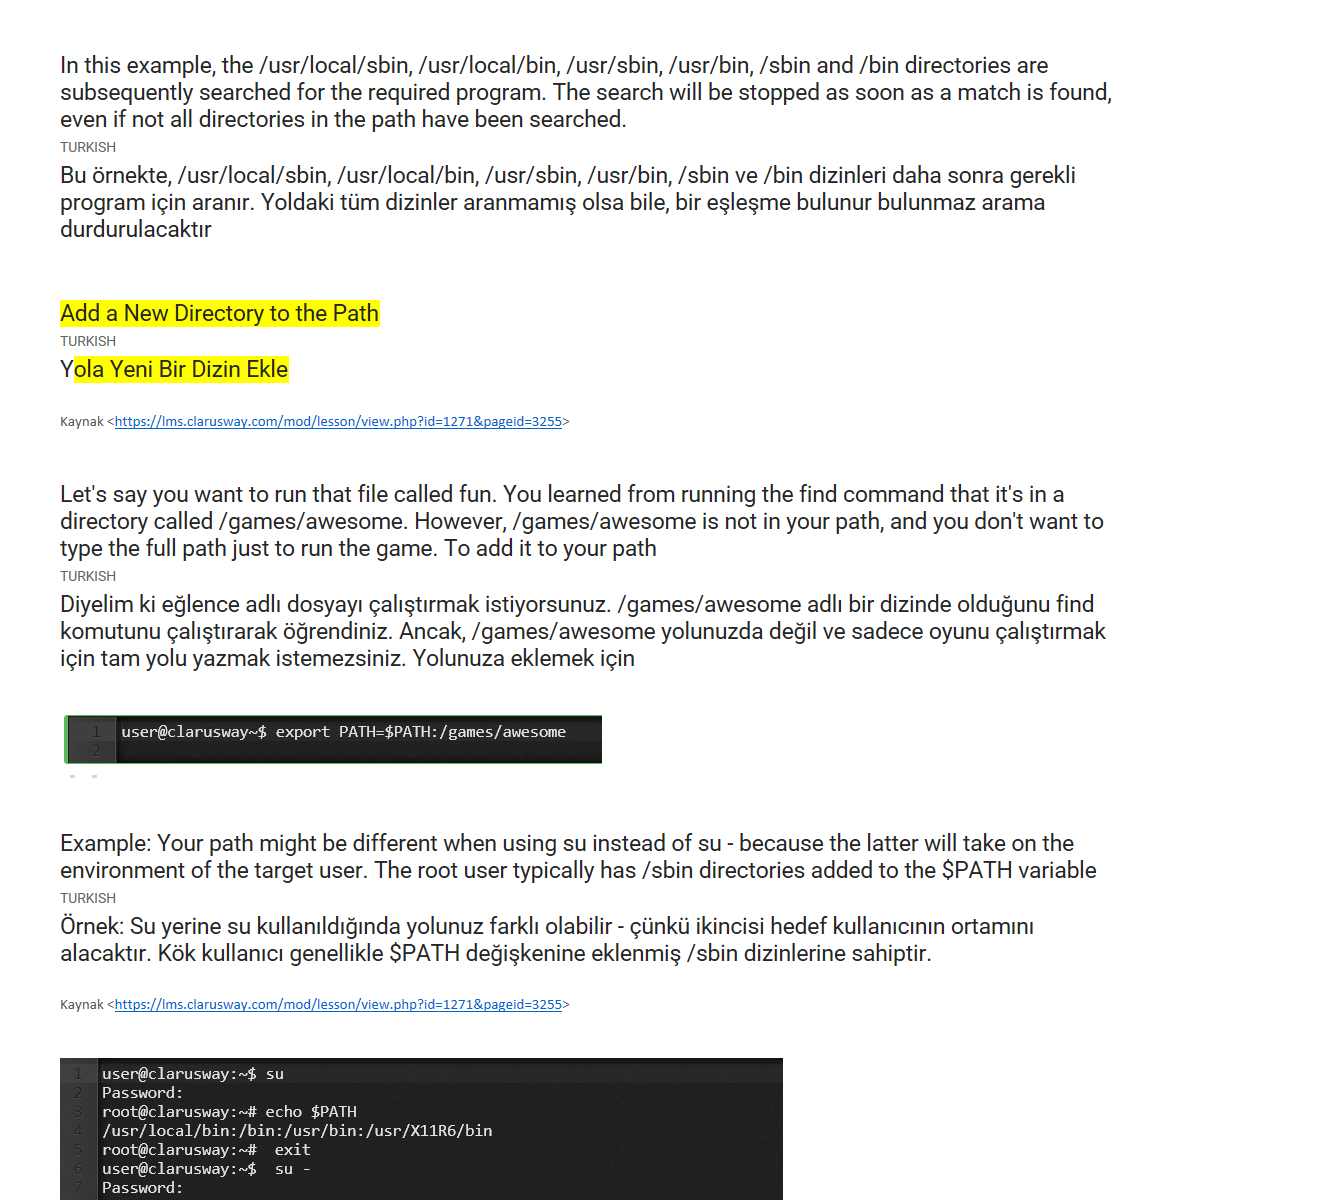 In this example, the /usr/local/sbin, /usr/local/bin, /usr/sbin, /usr/bin, /sbin and /bin directories are
subsequently searched for the required program. The search will be stopped as soon as a match is found,
even if not all directories in the path have been searched.
TURKISH
Bu örnekte, /usr/local/sbin, /usr/local/bin, /usr/sbin, /usr/bin, /sbin ve /bin dizinleri daha sonra gerekli
program için aranır. Yoldaki tüm dizinler aranmamış olsa bile, bir eşleşme bulunur bulunmaz arama
durdurulacaktır
Add a New Directory to the Path
TURKISH
Yola Yeni Bir Dizin Ekle
Kaynak <https://lms.clarusway.com/mod/lesson/view.php?id=1271&pageid=3255>
Let's say you want to run that file called fun. You learned from running the find command that it's in a
directory called /games/awesome. However, /games/awesome is not in your path, and you don't want to
type the full path just to run the game. To add it to your path
TURKISH
Diyelim ki eğlence adlı dosyayı çalıştırmak istiyorsunuz. /games/awesome adlı bir dizinde olduğunu find
komutunu çalıştırarak öğrendiniz. Ancak, /games/awesome yolunuzda değil ve sadece oyunu çalıştırmak
için tam yolu yazmak istemezsiniz. Yolunuza eklemek için
1 user@clarusway~$ export PATH=$PATH:/games/awesome
2
Example: Your path might be different when using su instead of su - because the latter will take on the
environment of the target user. The root user typically has /sbin directories added to the $PATH variable
TURKISH
Örnek: Su yerine su kullanıldığında yolunuz farklı olabilir - çünkü ikincisi hedef kullanıcının ortamını
alacaktır. Kök kullanıcı genellikle $PATH değişkenine eklenmiş /sbin dizinlerine sahiptir.
Kaynak <https://lms.clarusway.com/mod/lesson/view.php?id=1271&pageid=3255>
1 user@clarusway:~$ su
2 Password:
3 root@clarusway:~# echo $PATH
4 /usr/local/bin:/bin:/usr/bin:/usr/X11R6/bin
5 root@clarusway:~#  exit
6 user@clarusway:~$  su -
7 Password: